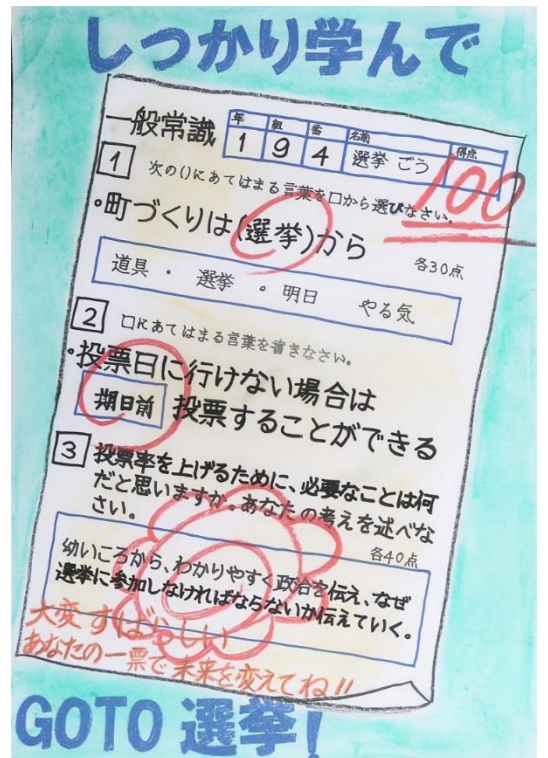 しっかり学んで
一般常識
年 組 番 名前 得点
1 9 4 選挙 ごう 100
1 次の()にあてはまる言葉を口から選びなさい。
・町づくりは(選挙)から
各30点
道具 ・ 選挙 ・ 明日 やる気
2 口にあてはまる言葉を書きなさい。
・投票日に行けない場合は
期日前 投票することができる
3 投票率を上げるために、必要なことは何
だと思いますか。あなたの考えを述べな
さい。
各40点
幼いころから、わかりやすく政治を伝え、なぜ
選挙に参加しなければならないか伝えていく。
大変すばらしい
あなたの一票で未来を変えてね!!
GOTO 選挙!